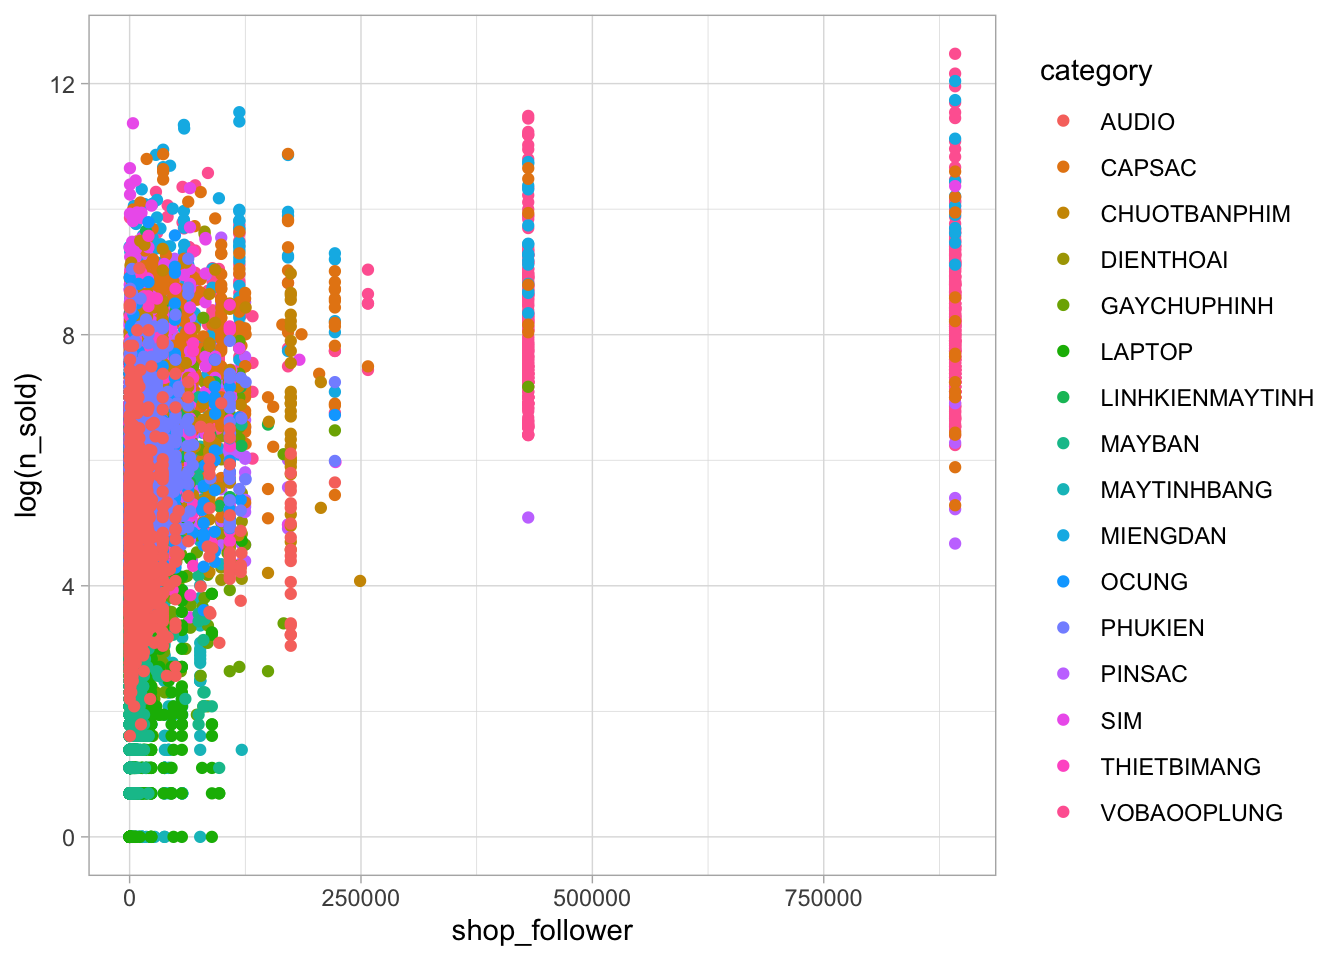 12
8
4
0
log(n_sold)
0
250000
500000
750000
shop_follower
category
AUDIO
CAPSAC
CHUOTBANPHIM
DIENTHOAI
GAYCHUPHINH
LAPTOP
LINHKIENMAYTINH
MAYBAN
MAYTINHBANG
MIENGDAN
OCUNG
PHUKIEN
PINSAC
SIM
THIETBIMANG
VOBAOOPLUNG